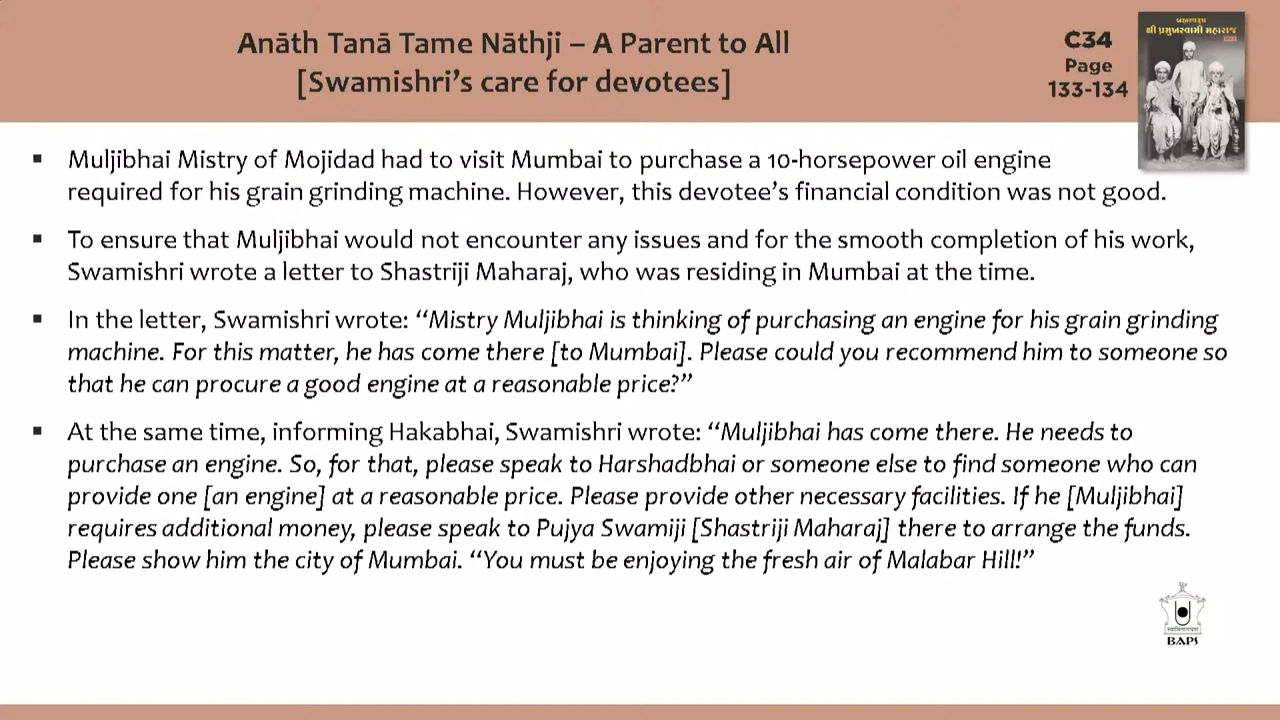 Anāth Tanā Tame Nāthji – A Parent to All
[Swamishri’s care for devotees]
C34
Page
133-134
શ્રી પ્રમુખસ્વામી મહારાજ
▪ Muljibhai Mistry of Mojidad had to visit Mumbai to purchase a 10-horsepower oil engine
required for his grain grinding machine. However, this devotee’s financial condition was not good.
▪ To ensure that Muljibhai would not encounter any issues and for the smooth completion of his work,
Swamishri wrote a letter to Shastriji Maharaj, who was residing in Mumbai at the time.
▪ In the letter, Swamishri wrote: “Mistry Muljibhai is thinking of purchasing an engine for his grain grinding
machine. For this matter, he has come there [to Mumbai]. Please could you recommend him to someone so
that he can procure a good engine at a reasonable price?”
▪ At the same time, informing Hakabhai, Swamishri wrote: “Muljibhai has come there. He needs to
purchase an engine. So, for that, please speak to Harshadbhai or someone else to find someone who can
provide one [an engine] at a reasonable price. Please provide other necessary facilities. If he [Muljibhai]
requires additional money, please speak to Pujya Swamiji [Shastriji Maharaj] there to arrange the funds.
Please show him the city of Mumbai. “You must be enjoying the fresh air of Malabar Hill!”
BAPS